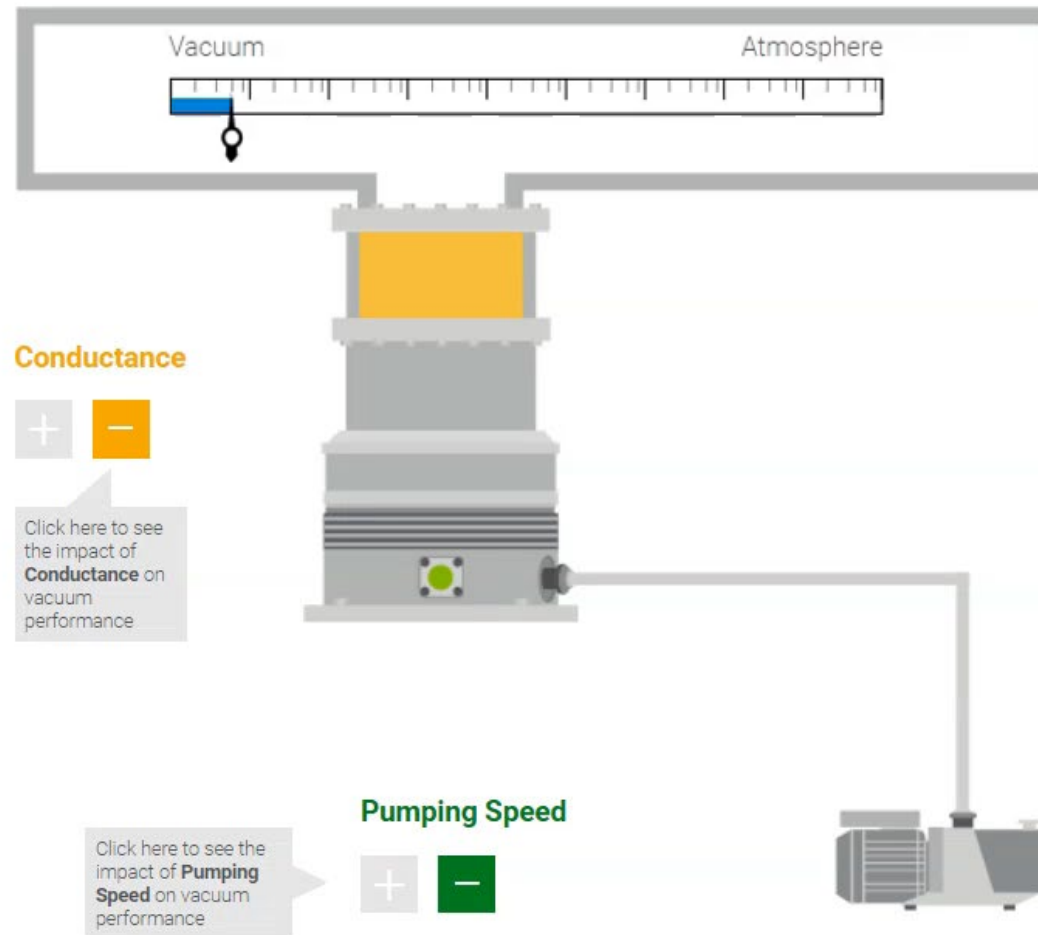 Vacuum
Atmosphere
Conductance
+ −
Click here to see
the impact of
Conductance on
vacuum
performance
Pumping Speed
Click here to see the
impact of Pumping
Speed on vacuum
performance
+ −